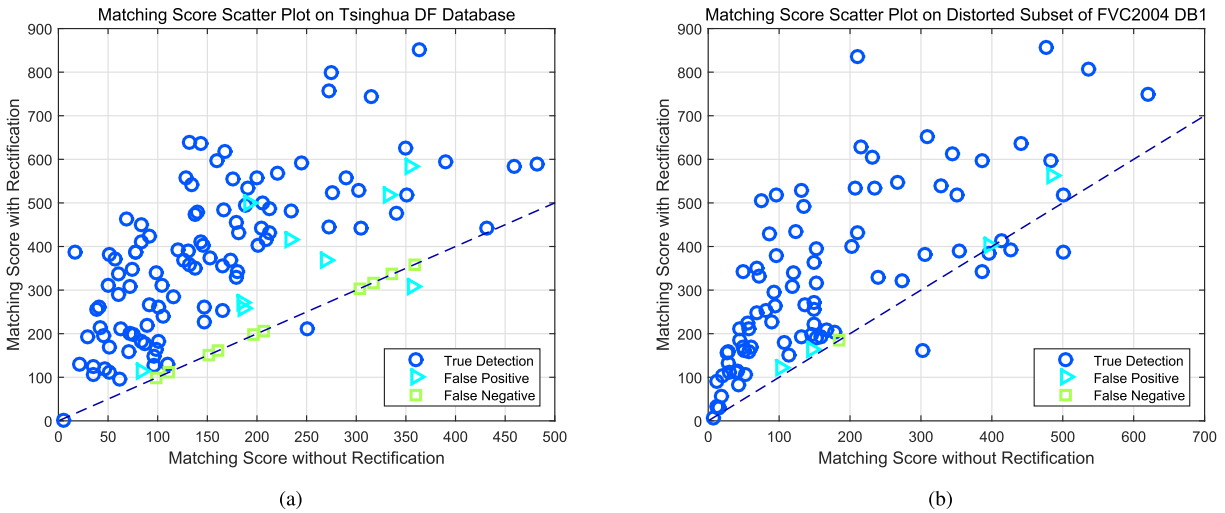 Matching Score Scatter Plot on Tsinghua DF Database
900
800
700
600
500
400
300
200
100
0
Matching Score with Rectification
0 50 100 150 200 250 300 350 400 450 500
Matching Score without Rectification
True Detection
False Positive
False Negative
(a)
Matching Score Scatter Plot on Distorted Subset of FVC2004 DB1
900
800
700
600
500
400
300
200
100
0
Matching Score with Rectification
0 100 200 300 400 500 600 700
Matching Score without Rectification
True Detection
False Positive
False Negative
(b)